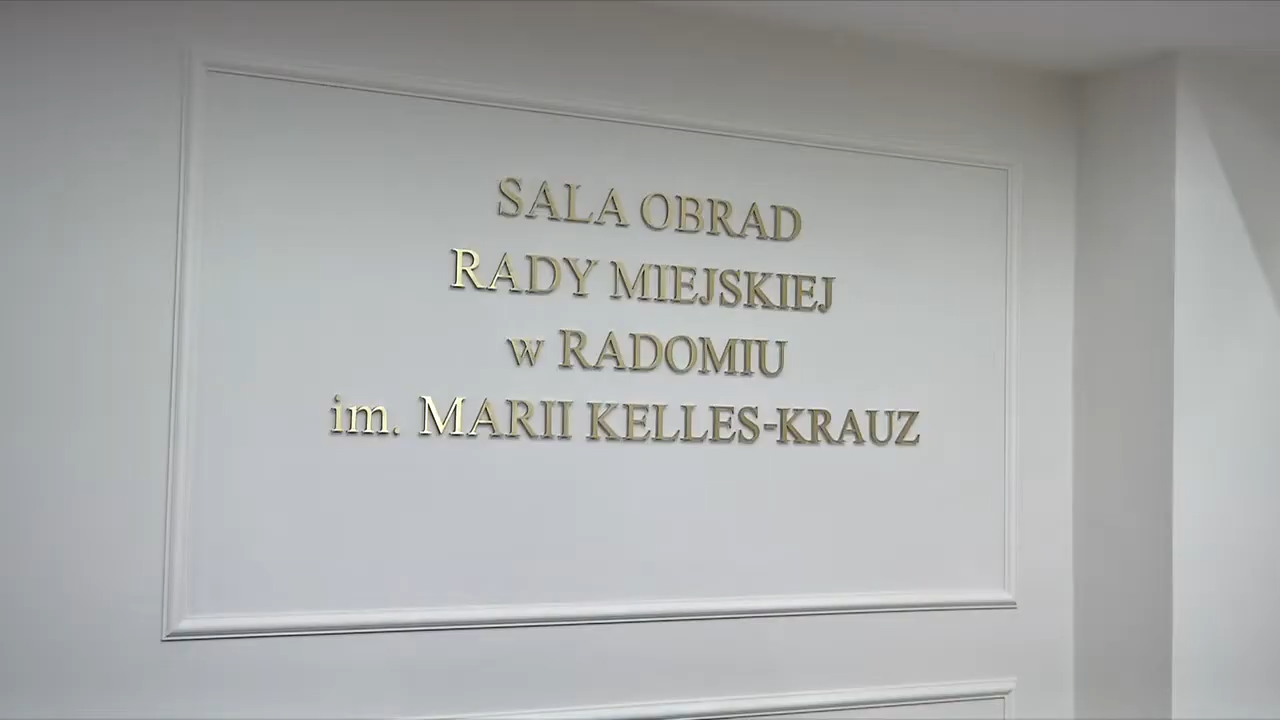 SALA OBRAD
RADY MIEJSKIEJ
w RADOMIU
im. MARII KELLES-KRAUZ